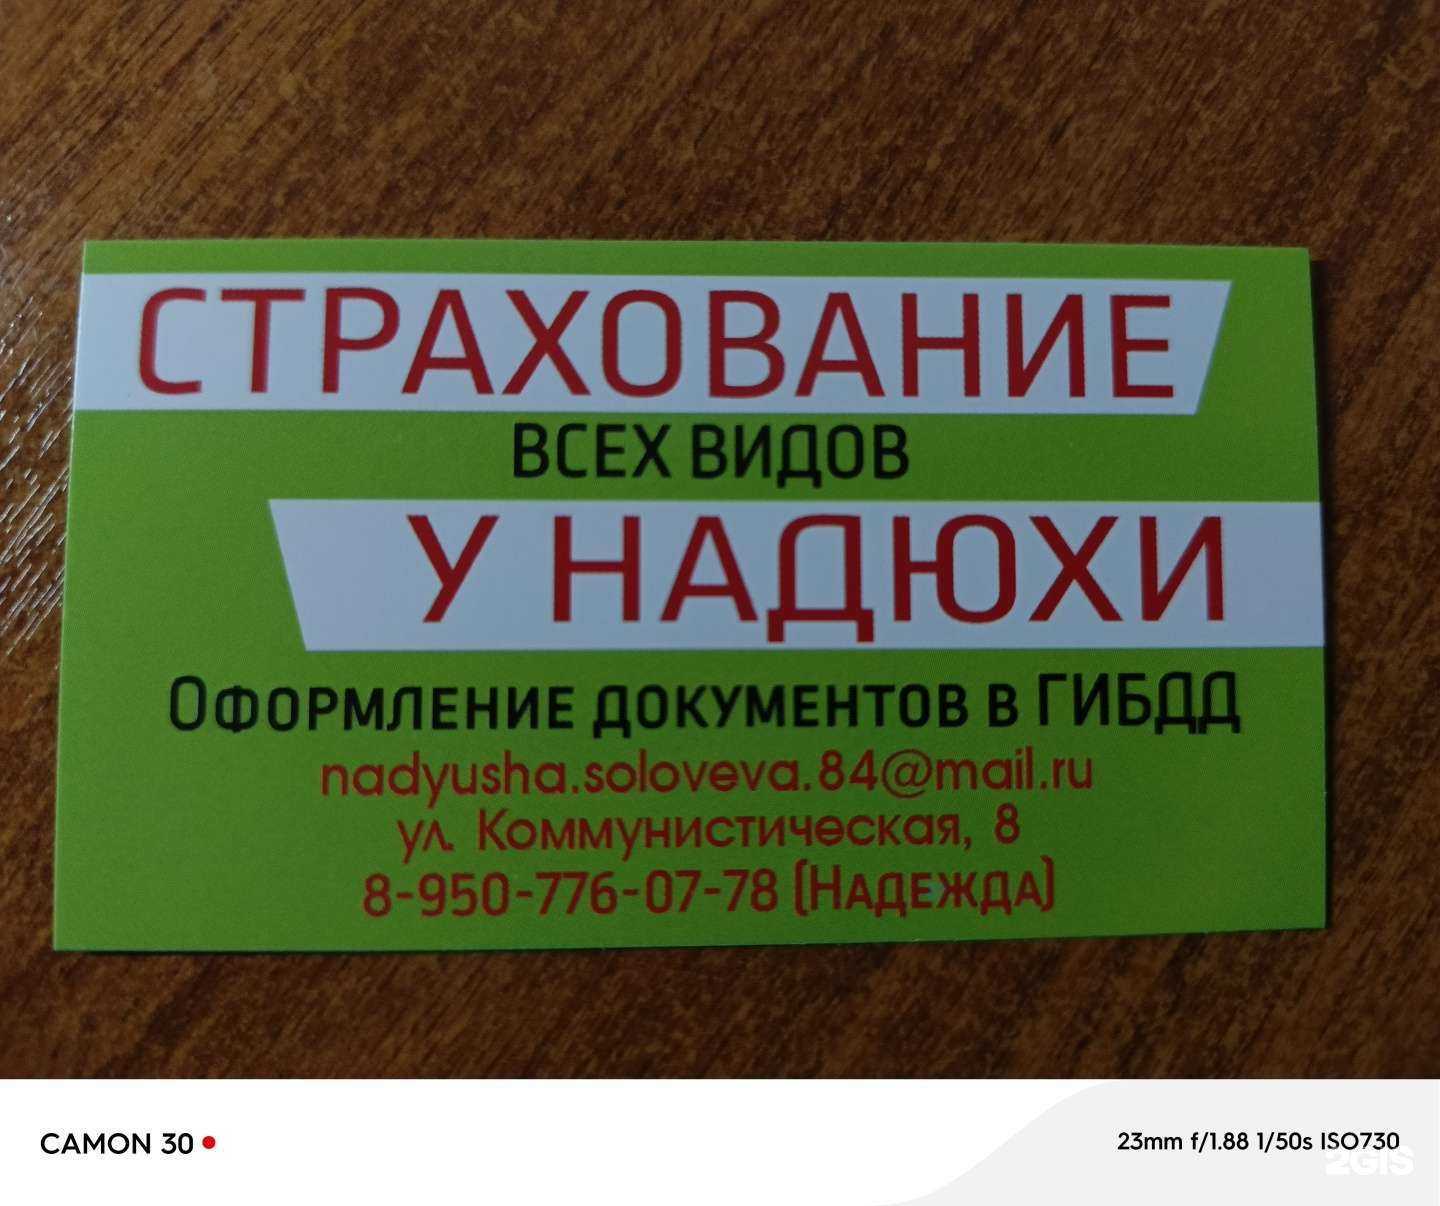 СТРАХОВАНИЕ
ВСЕХ ВИДОВ
У НАДЮХИ
ОФОРМЛЕНИЕ ДОКУМЕНТОВ В ГИБДД
nadyusha.soloveva.84@mail.ru
ул. Коммунистическая, 8
8-950-776-07-78 (НАДЕЖДА)
CAMON 30
23mm f/1.88 1/50s ISO730
2GIS